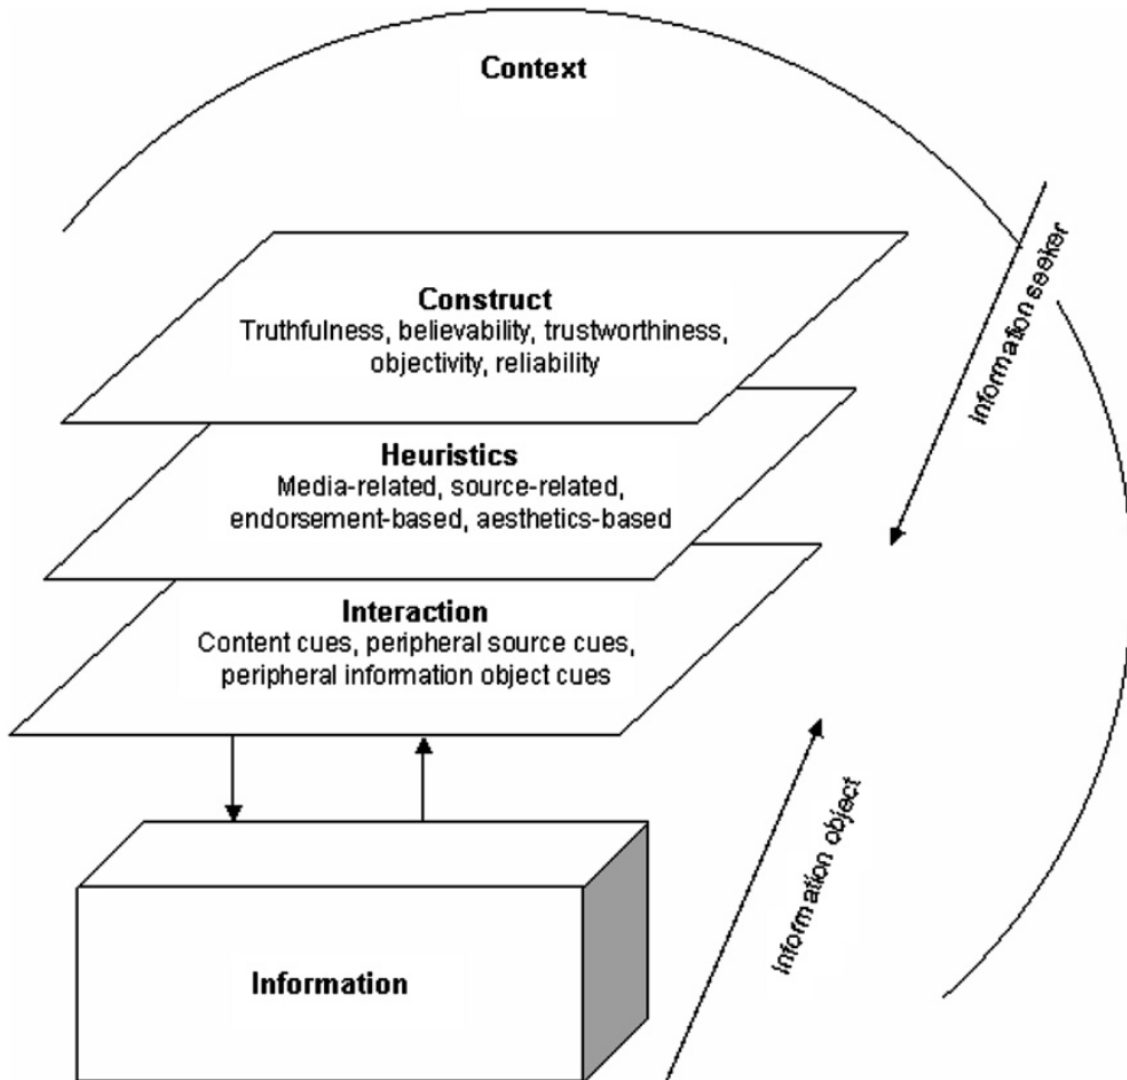 Context
Construct
Truthfulness, believability, trustworthiness,
objectivity, reliability
Heuristics
Media-related, source-related,
endorsement-based, aesthetics-based
Interaction
Content cues, peripheral source cues,
peripheral information object cues
Information
Information seeker
Information object